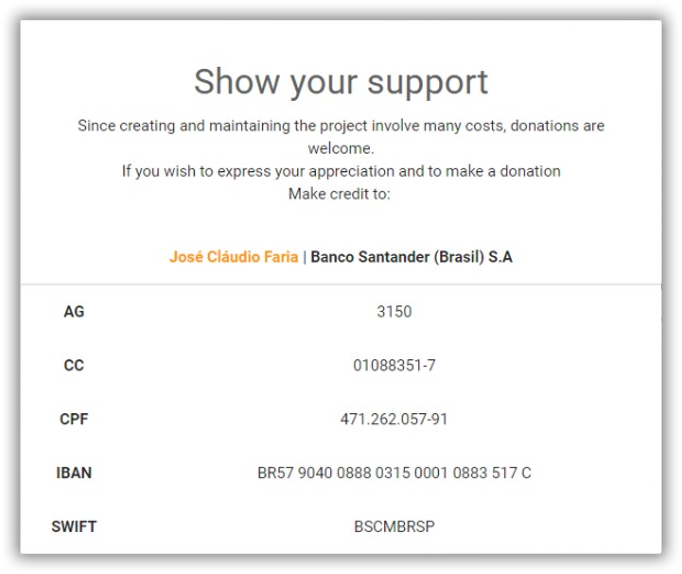 Show your support
Since creating and maintaining the project involve many costs, donations are
welcome.
If you wish to express your appreciation and to make a donation
Make credit to:
José Cláudio Faria | Banco Santander (Brasil) S.A
AG 3150
CC 01088351-7
CPF 471.262.057-91
IBAN BR57 9040 0888 0315 0001 0883 517 C
SWIFT BSCMBRSP